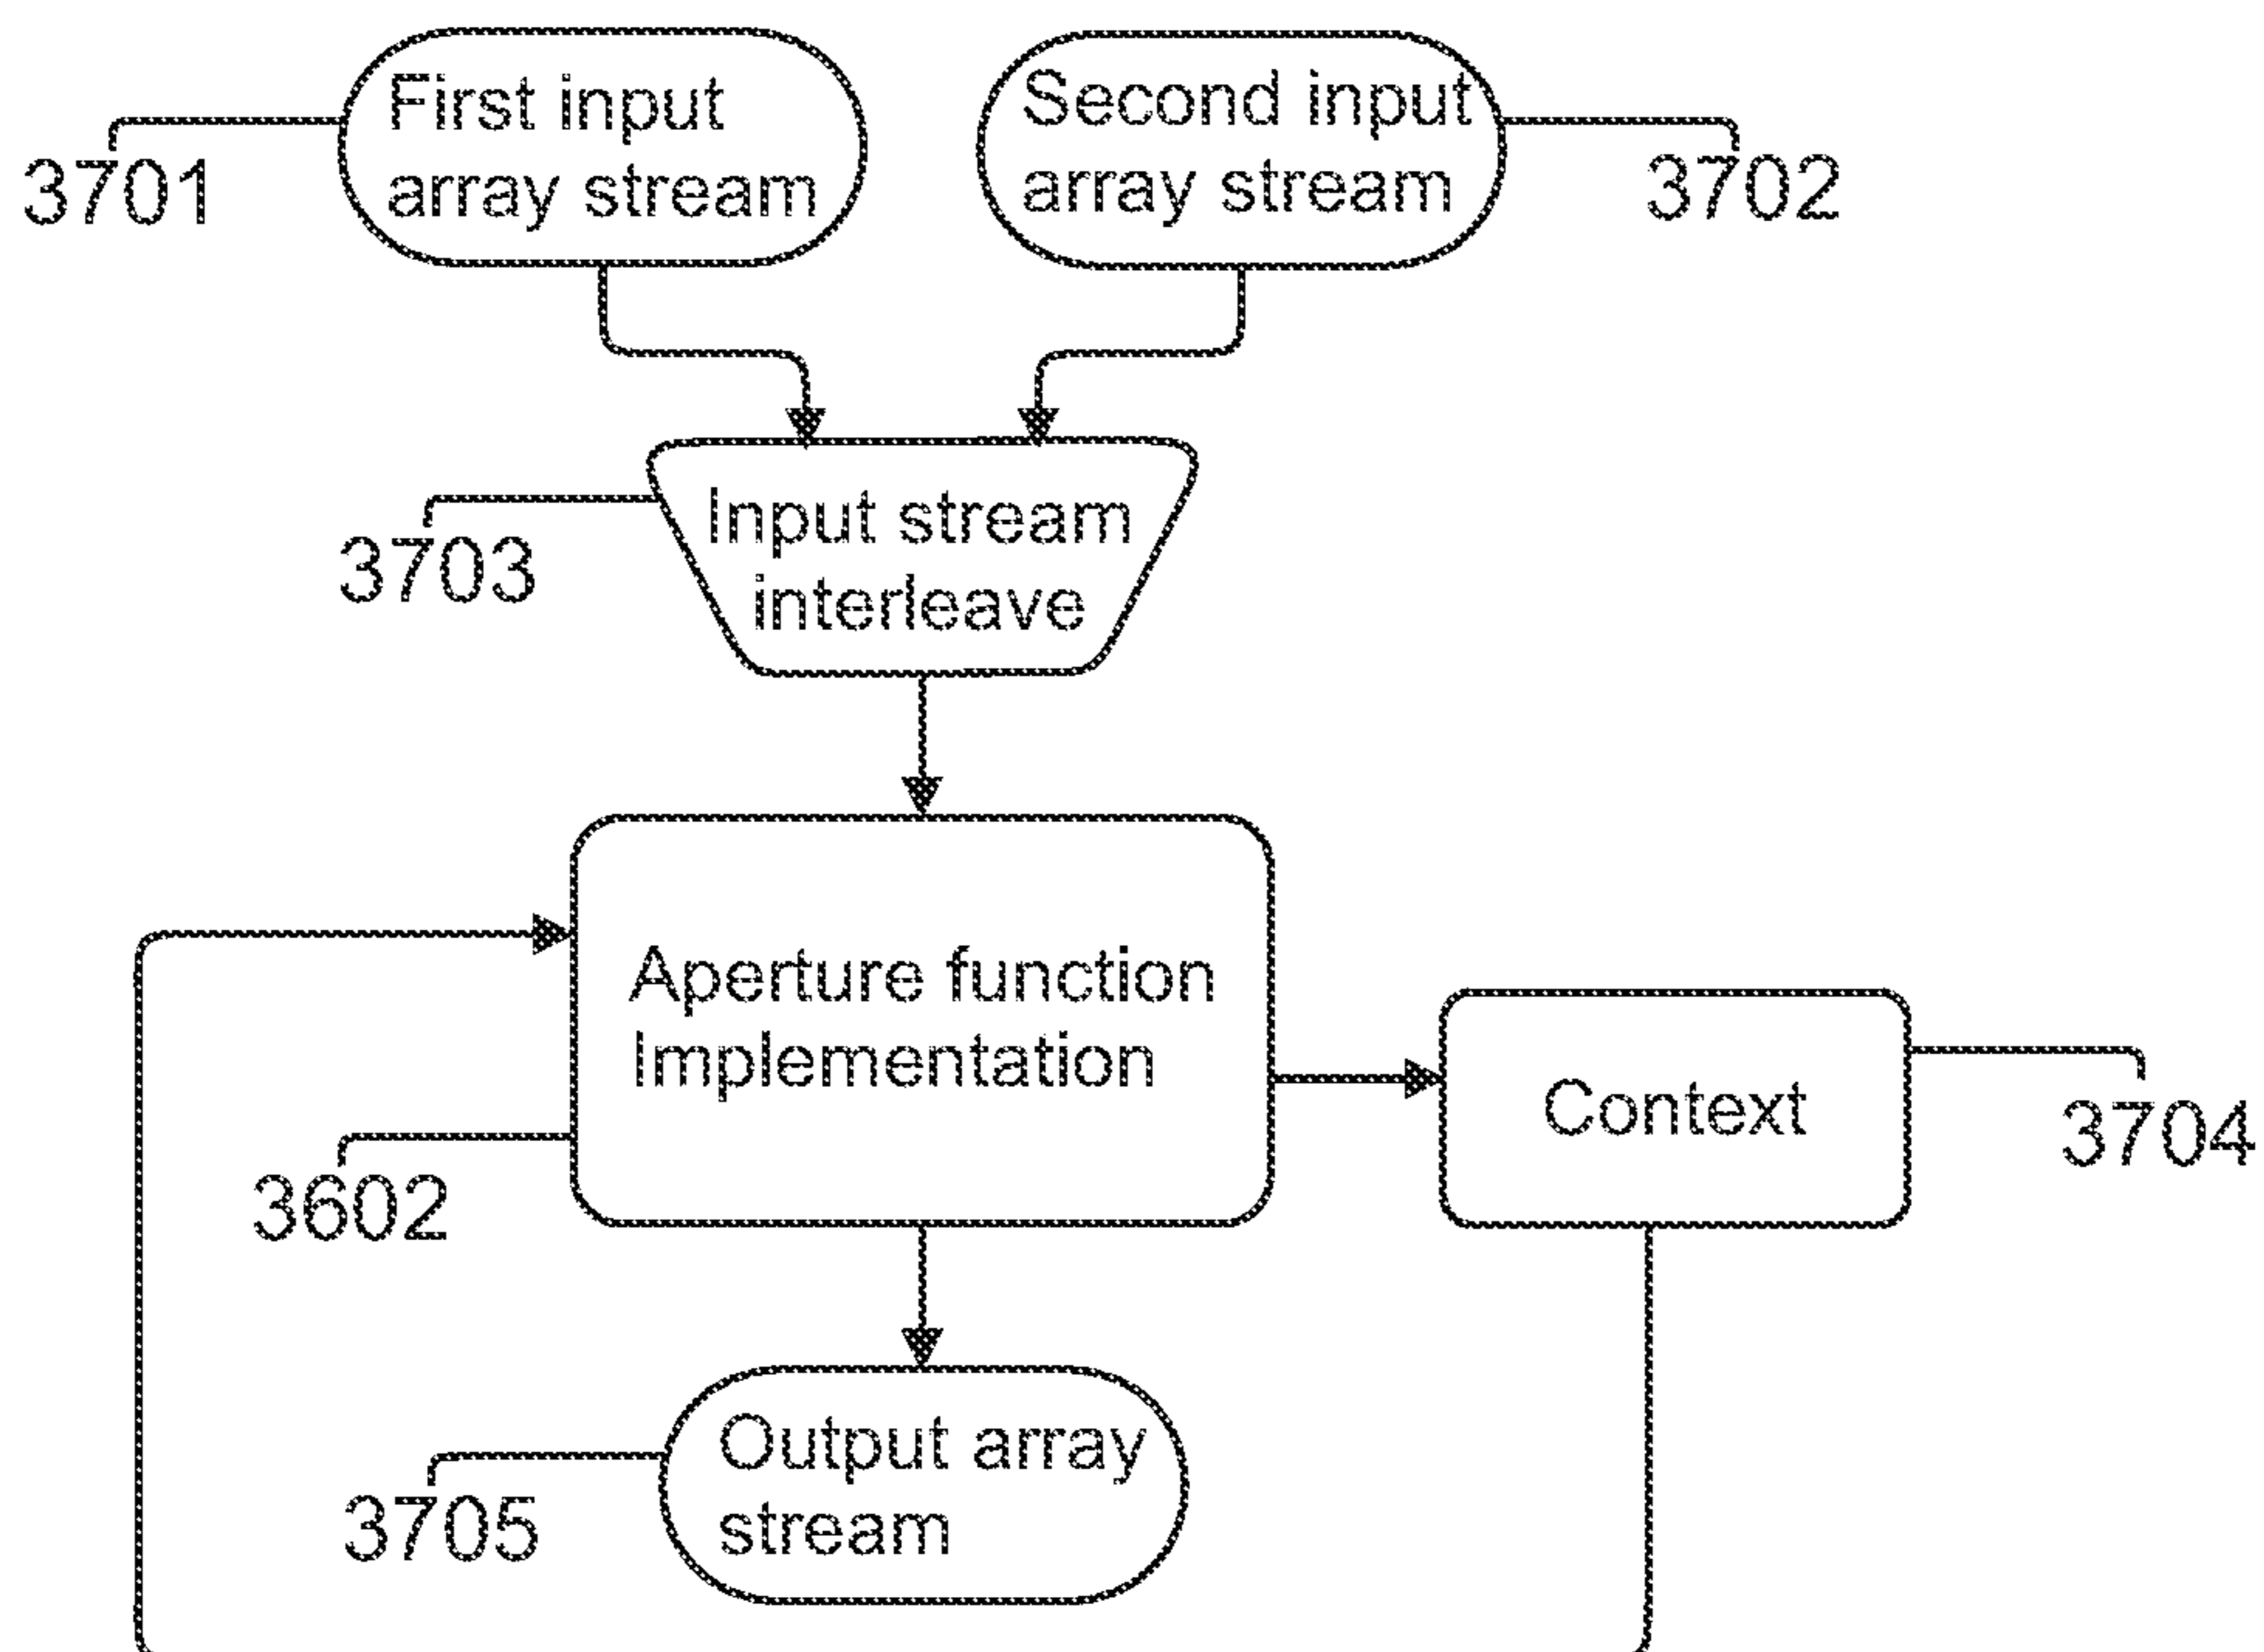 First input
array stream
3701
Second input
array stream
3702
Input stream
interleave
3703
Aperture function
Implementation
3602
Context
3704
Output array
stream
3705